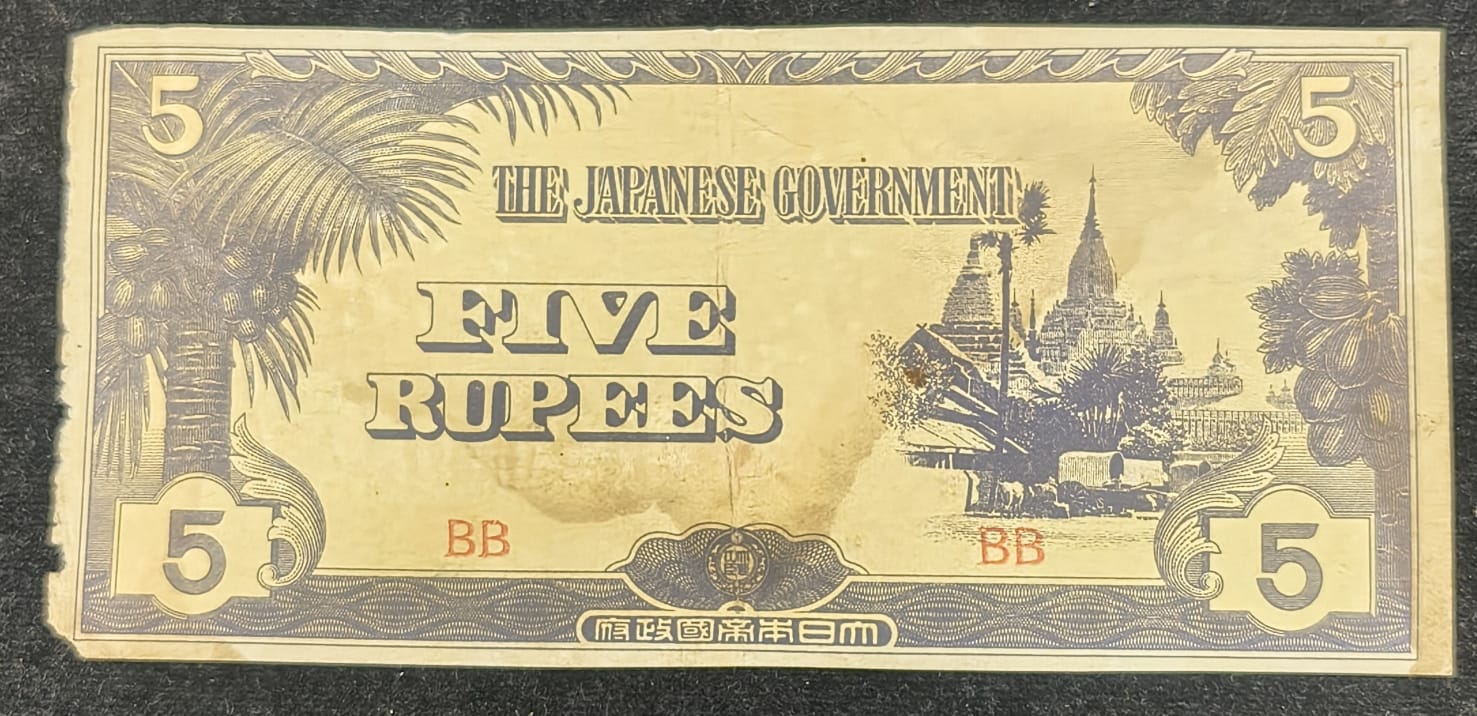 5 5
THE JAPANESE GOVERNMENT
FIVE
RUPEES
BB BB
5 5
大日本帝國政府